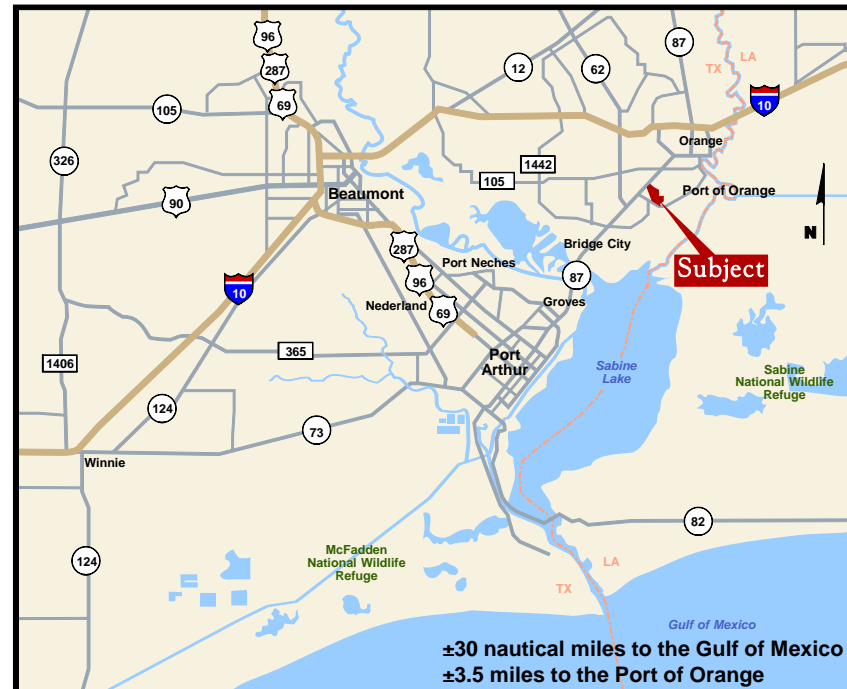 96
87
12
62
TX
LA
287
69
10
105
326
Orange
1442
105
Port of Orange
Beaumont
90
N
Bridge City
287
Subject
Port Neches
87
96
10
Nederland
69
Groves
365
Port
Arthur
Sabine
Lake
Sabine
National Wildlife
Refuge
1406
124
73
Winnie
82
McFadden
National Wildlife
Refuge
124
LA
TX
Gulf of Mexico
±30 nautical miles to the Gulf of Mexico
±3.5 miles to the Port of Orange